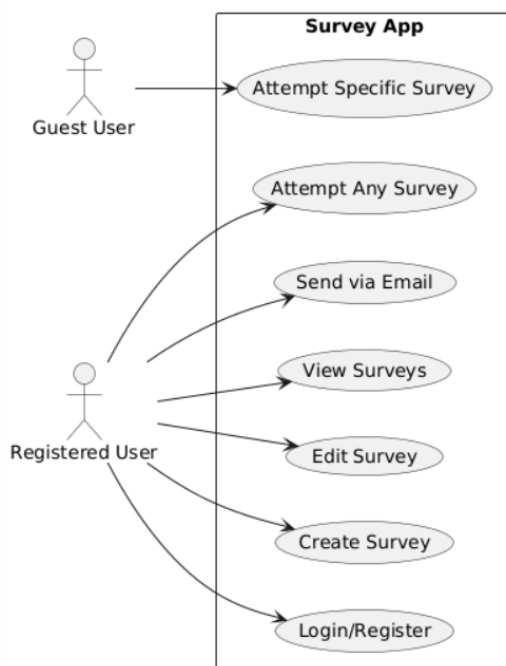 Survey App
Attempt Specific Survey
Guest User
Attempt Any Survey
Send via Email
View Surveys
Registered User
Edit Survey
Create Survey
Login/Register